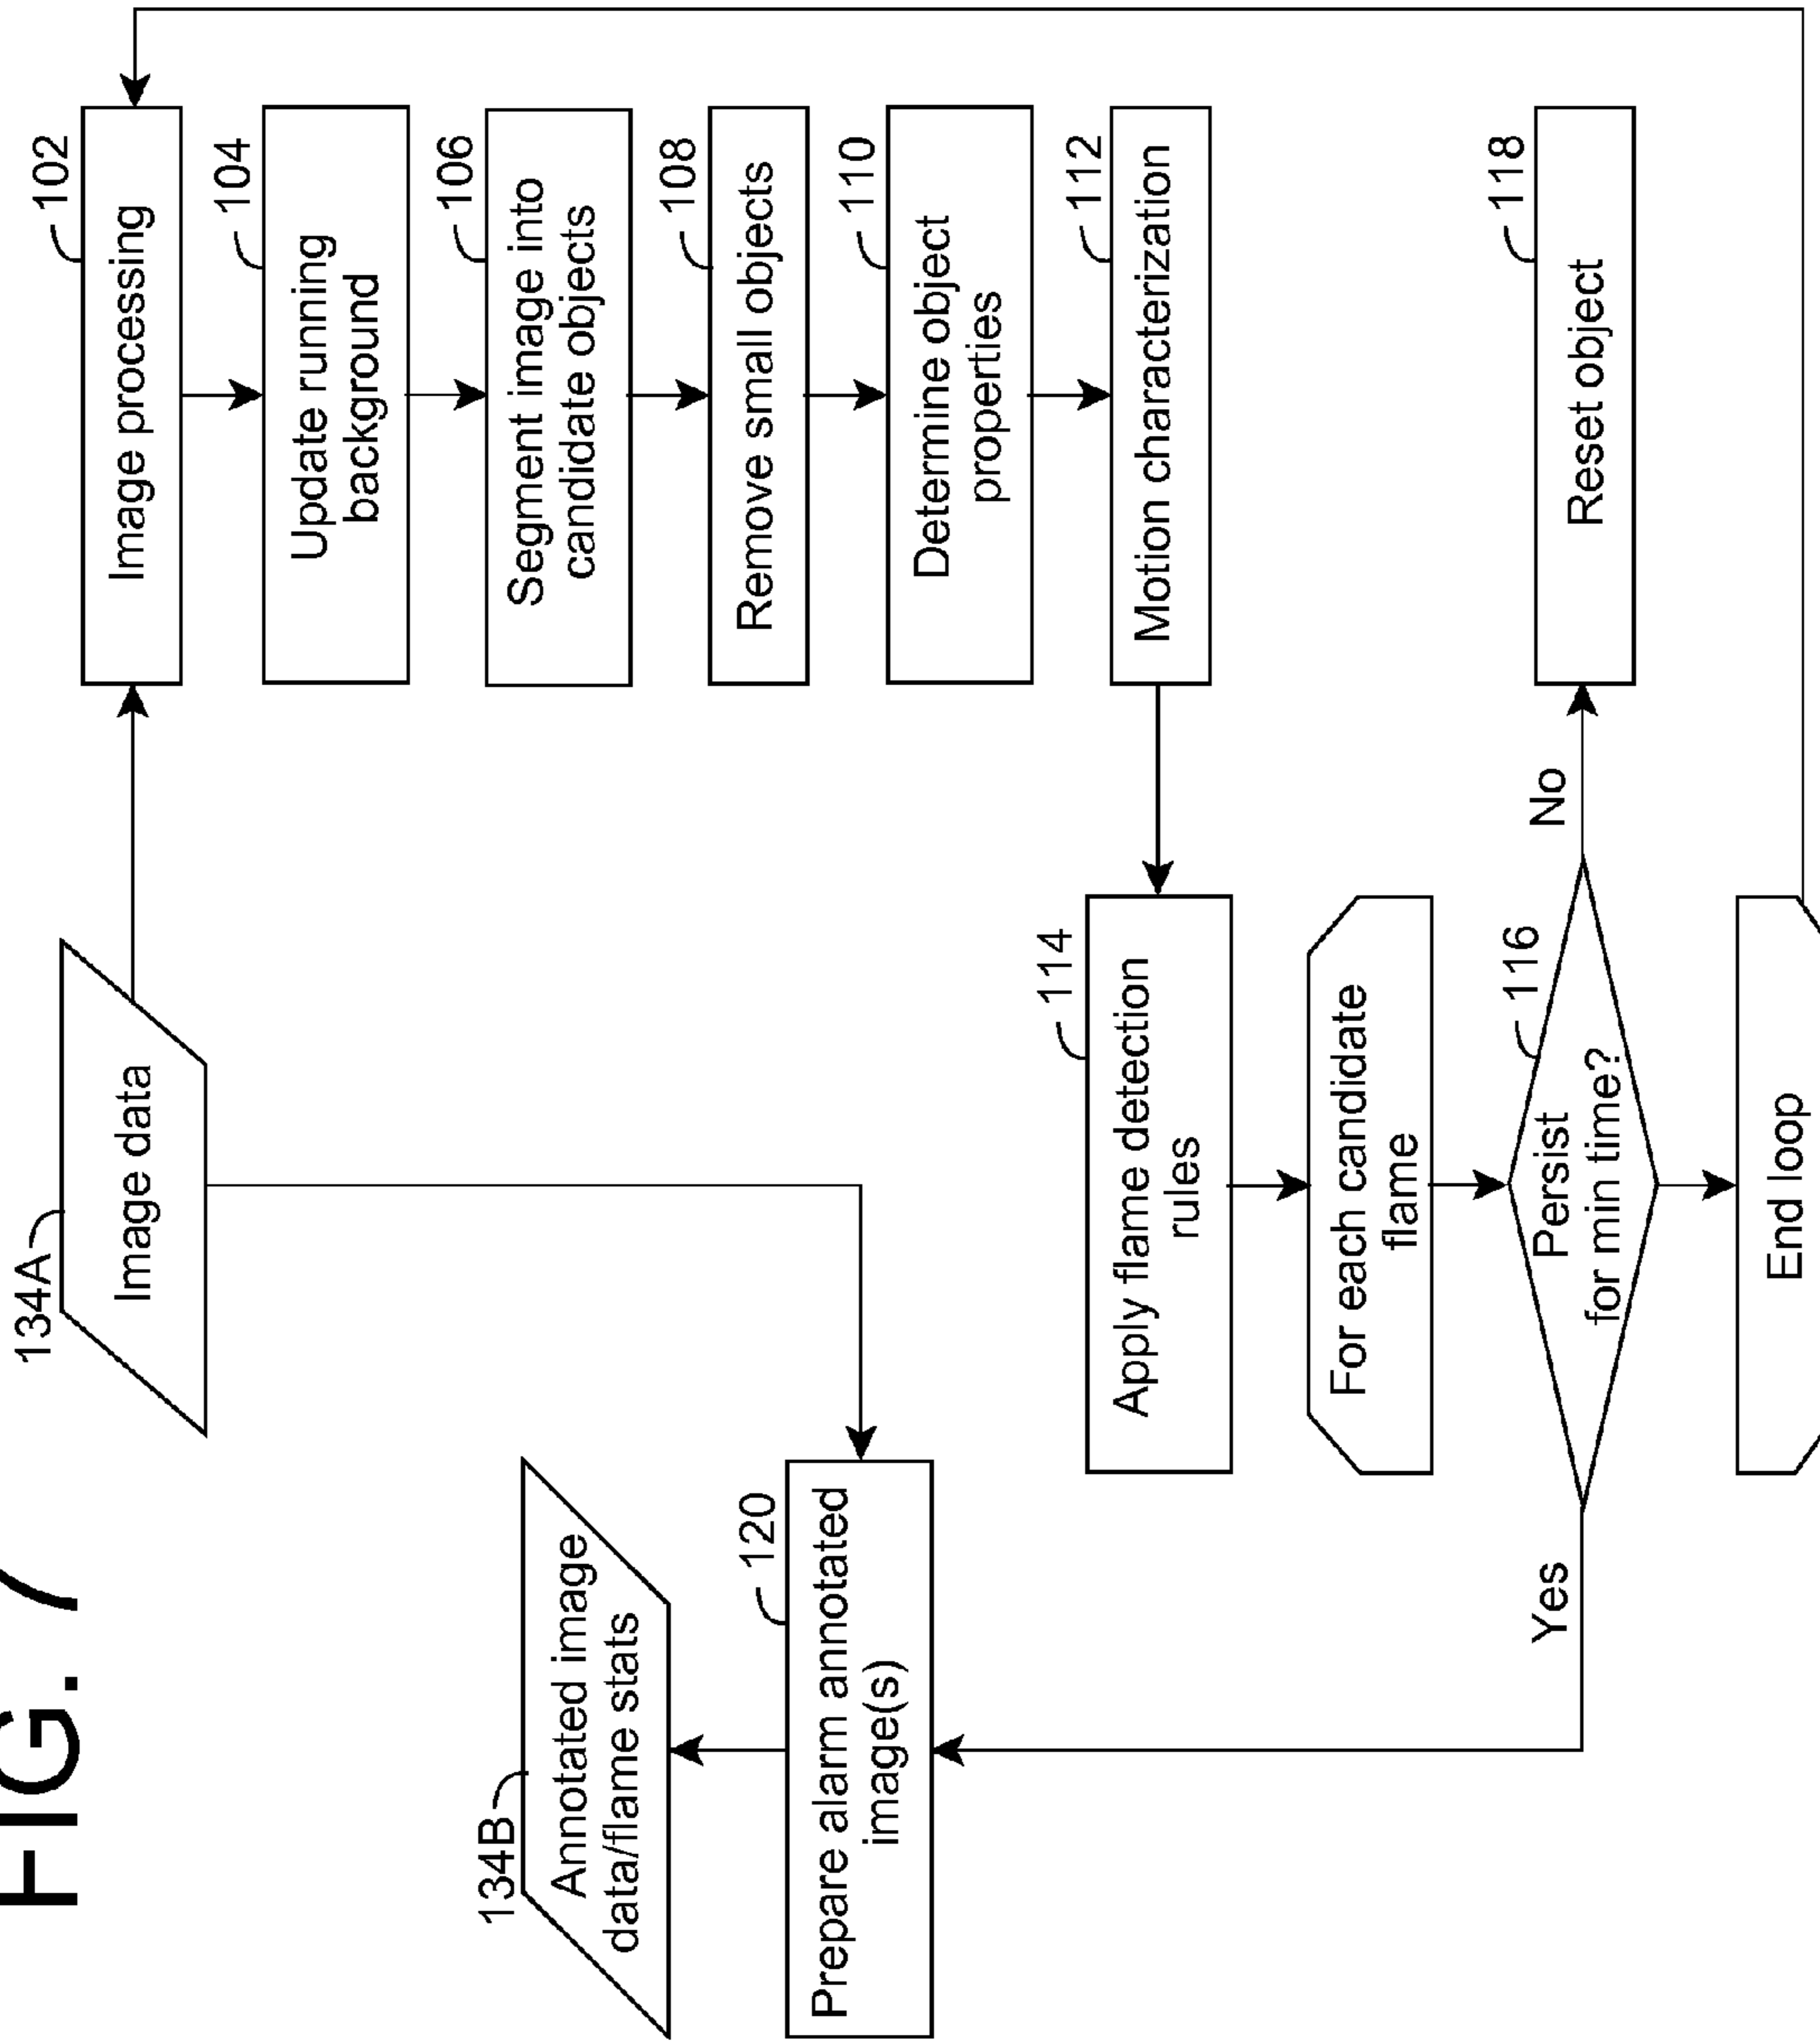 FIG. 7
134A
Image data
102
Image processing
104
Update running
background
106
Segment image into
candidate objects
108
Remove small objects
110
Determine object
properties
112
Motion characterization
134B
Annotated image
data/flame stats
120
Prepare alarm annotated
image(s)
114
Apply flame detection
rules
For each candidate
flame
116
Persist
for min time?
Yes
No
118
Reset object
End loop